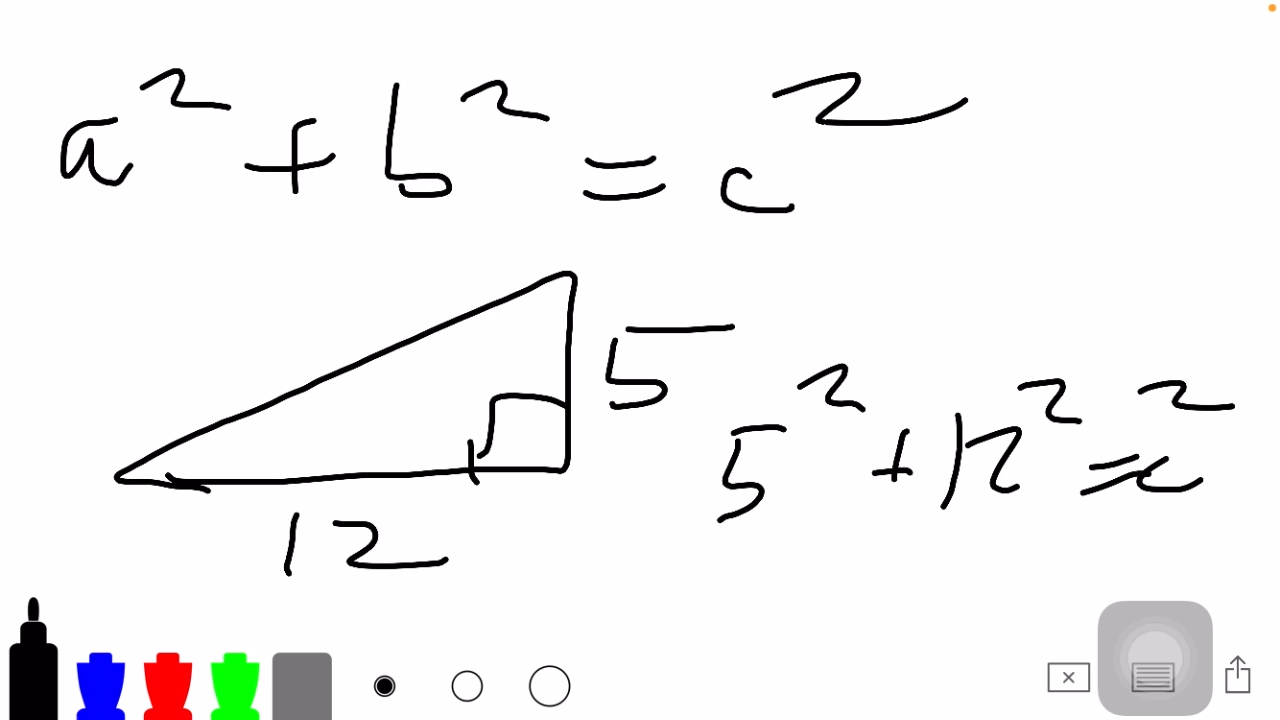 a² + b² = c²
5
5² + 12² = c²
12